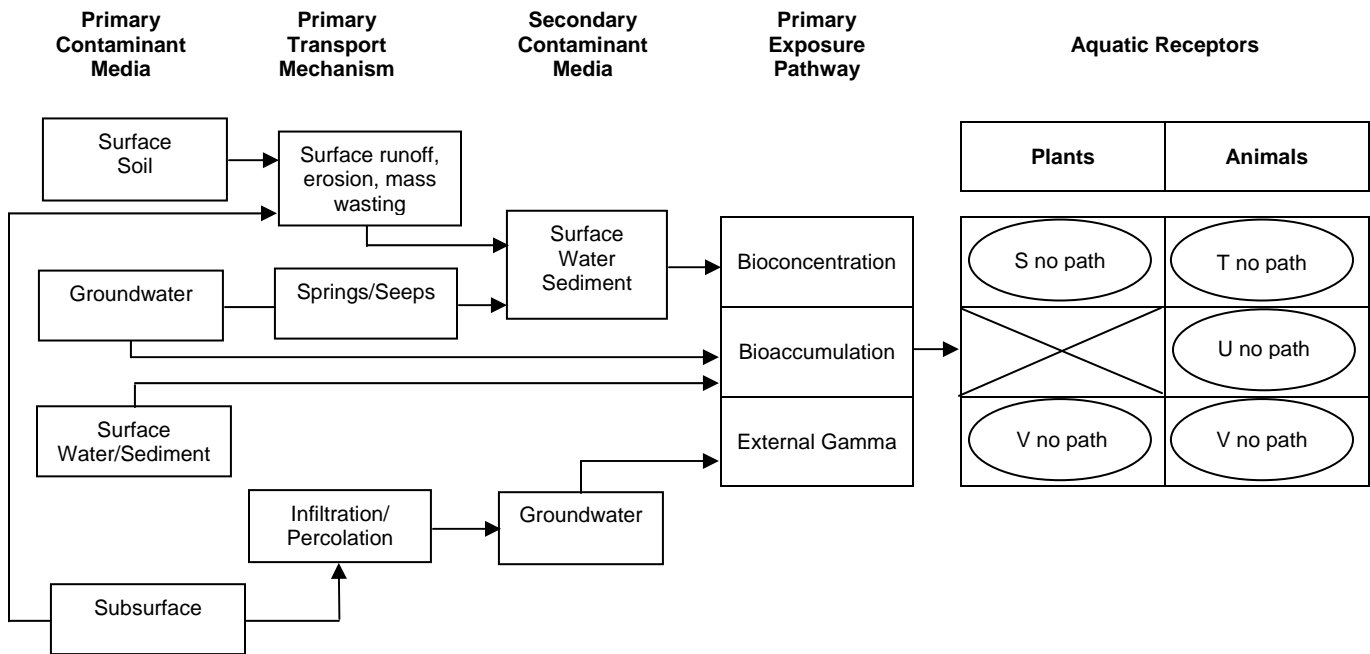 Primary
Contaminant
Media
Primary
Transport
Mechanism
Secondary
Contaminant
Media
Primary
Exposure
Pathway
Aquatic Receptors
Surface
Soil
Surface runoff,
erosion, mass
wasting
Plants
Animals
Surface
Water
Sediment
Bioconcentration
S no path
T no path
Groundwater
Springs/Seeps
Bioaccumulation
U no path
Surface
Water/Sediment
External Gamma
V no path
V no path
Infiltration/
Percolation
Groundwater
Subsurface